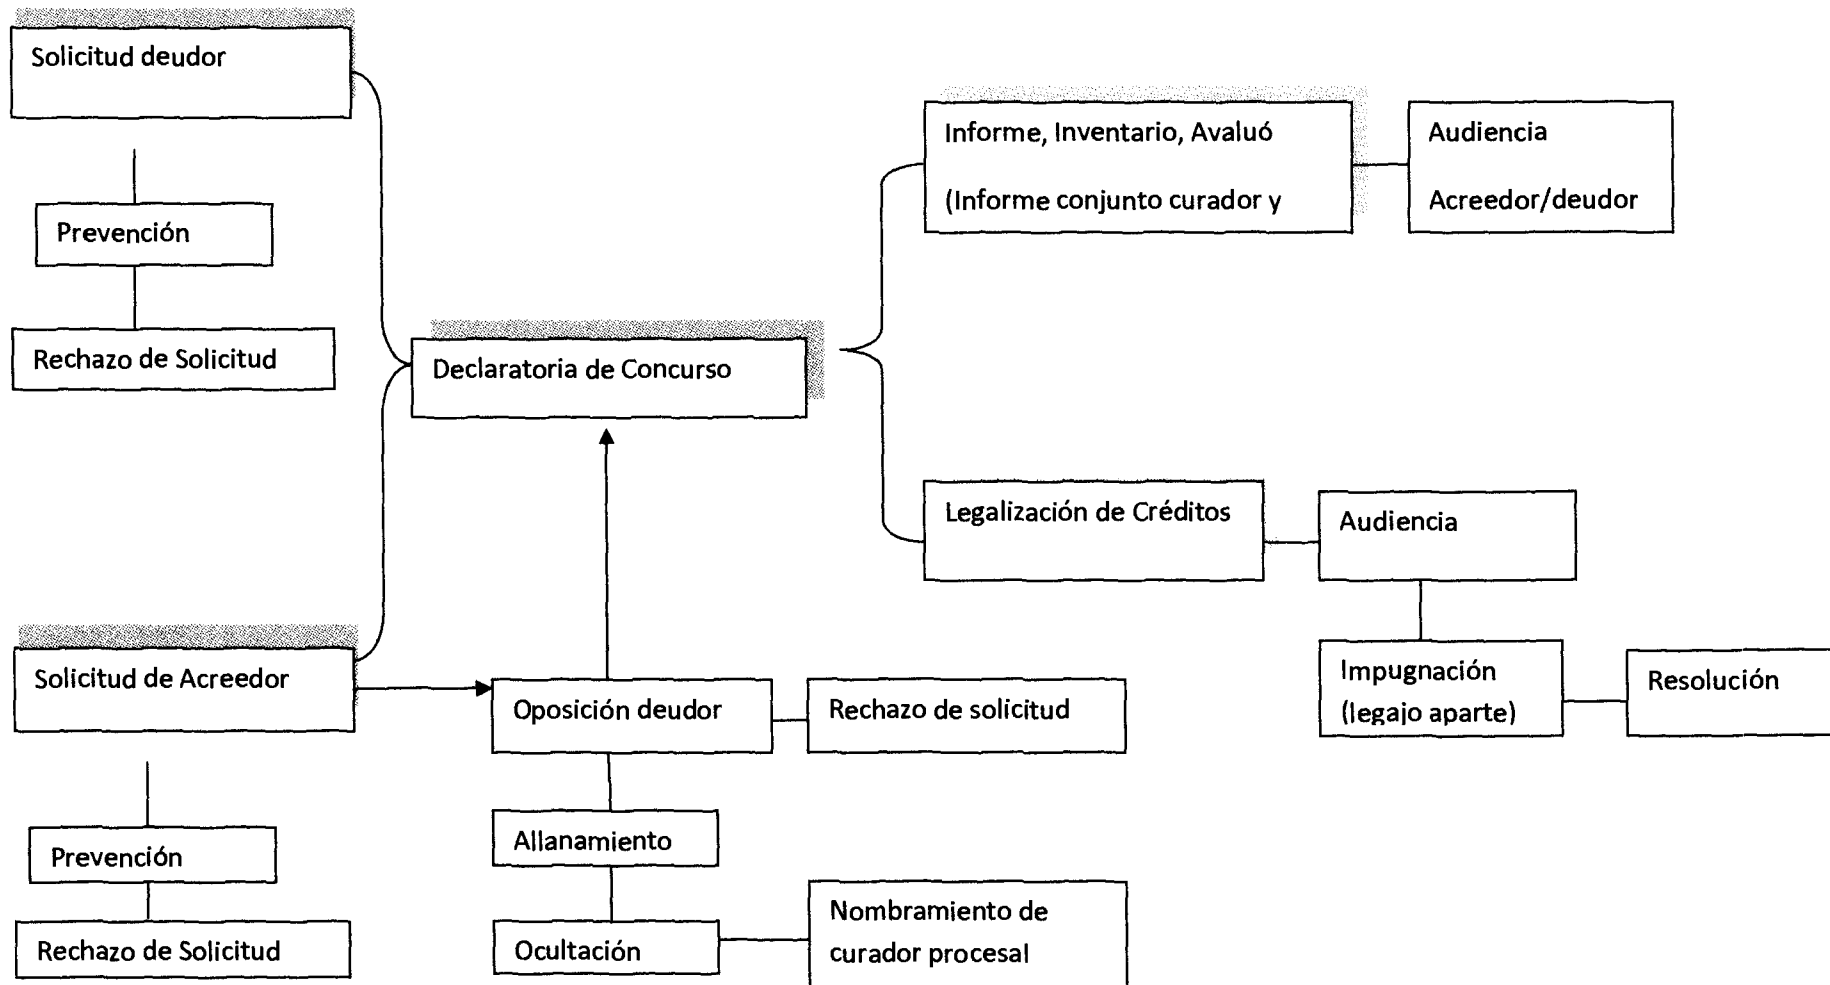 Solicitud deudor
Prevención
Rechazo de Solicitud
Declaratoria de Concurso
Informe, Inventario, Avaluó
(Informe conjunto curador y
Audiencia
Acreedor/deudor
Legalización de Créditos
Audiencia
Impugnación
(legajo aparte)
Resolución
Solicitud de Acreedor
Oposición deudor
Rechazo de solicitud
Prevención
Allanamiento
Rechazo de Solicitud
Ocultación
Nombramiento de
curador procesal